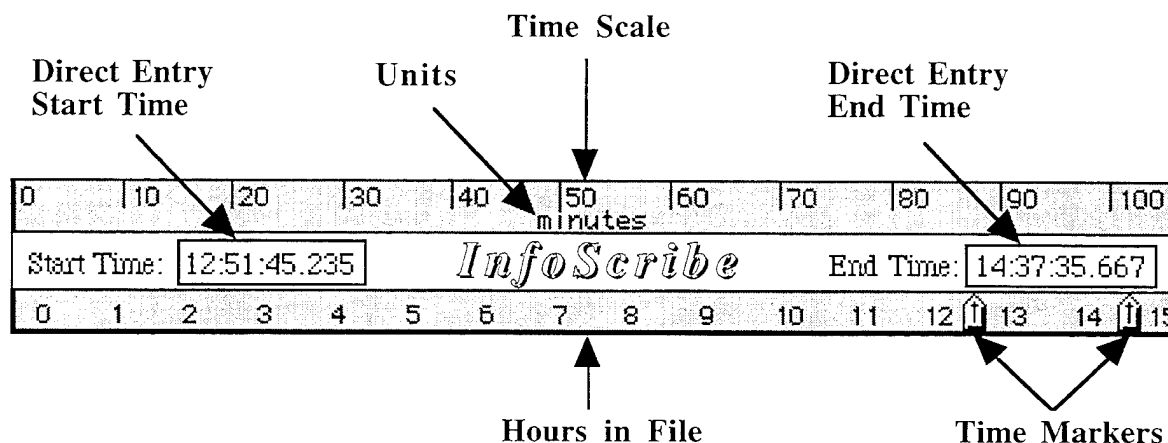 Time Scale
Direct Entry
Start Time
Units
Direct Entry
End Time
0 10 20 30 40 50 60 70 80 90 100
minutes
Start Time: 12:51:45.235 InfoScribe End Time: 14:37:35.667
0 1 2 3 4 5 6 7 8 9 10 11 12 13 14 15
Hours in File
Time Markers